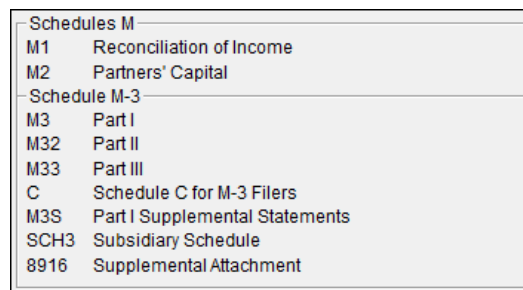 Schedules M
M1 Reconciliation of Income
M2 Partners' Capital
Schedule M-3
M3 Part I
M32 Part II
M33 Part III
C Schedule C for M-3 Filers
M3S Part I Supplemental Statements
SCH3 Subsidiary Schedule
8916 Supplemental Attachment